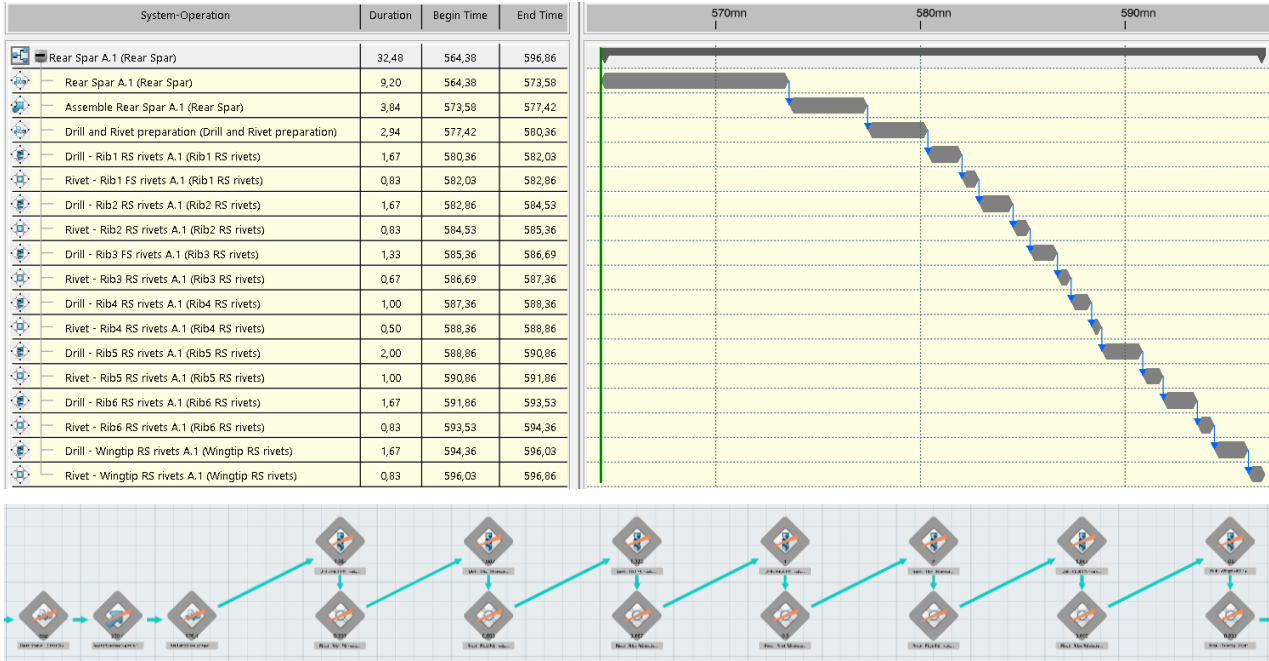 System-Operation Duration Begin Time End Time 570mn 580mn 590mn
Rear Spar A.1 (Rear Spar) 32,48 564,38 596,86
Rear Spar A.1 (Rear Spar) 9,20 564,38 573,58
Assemble Rear Spar A.1 (Rear Spar) 3,84 573,58 577,42
Drill and Rivet preparation (Drill and Rivet preparation) 2,94 577,42 580,36
Drill - Rib1 RS rivets A.1 (Rib1 RS rivets) 1,67 580,36 582,03
Rivet - Rib1 FS rivets A.1 (Rib1 RS rivets) 0,83 582,03 582,86
Drill - Rib2 RS rivets A.1 (Rib2 RS rivets) 1,67 582,86 584,53
Rivet - Rib2 RS rivets A.1 (Rib2 RS rivets) 0,83 584,53 585,36
Drill - Rib3 FS rivets A.1 (Rib3 RS rivets) 1,33 585,36 586,69
Rivet - Rib3 RS rivets A.1 (Rib3 RS rivets) 0,67 586,69 587,36
Drill - Rib4 RS rivets A.1 (Rib4 RS rivets) 1,00 587,36 588,36
Rivet - Rib4 RS rivets A.1 (Rib4 RS rivets) 0,50 588,36 588,86
Drill - Rib5 RS rivets A.1 (Rib5 RS rivets) 2,00 588,86 590,86
Rivet - Rib5 RS rivets A.1 (Rib5 RS rivets) 1,00 590,86 591,86
Drill - Rib6 RS rivets A.1 (Rib6 RS rivets) 1,67 591,86 593,53
Rivet - Rib6 RS rivets A.1 (Rib6 RS rivets) 0,83 593,53 594,36
Drill - Wingtip RS rivets A.1 (Wingtip RS rivets) 1,67 594,36 596,03
Rivet - Wingtip RS rivets A.1 (Wingtip RS rivets) 0,83 596,03 596,86